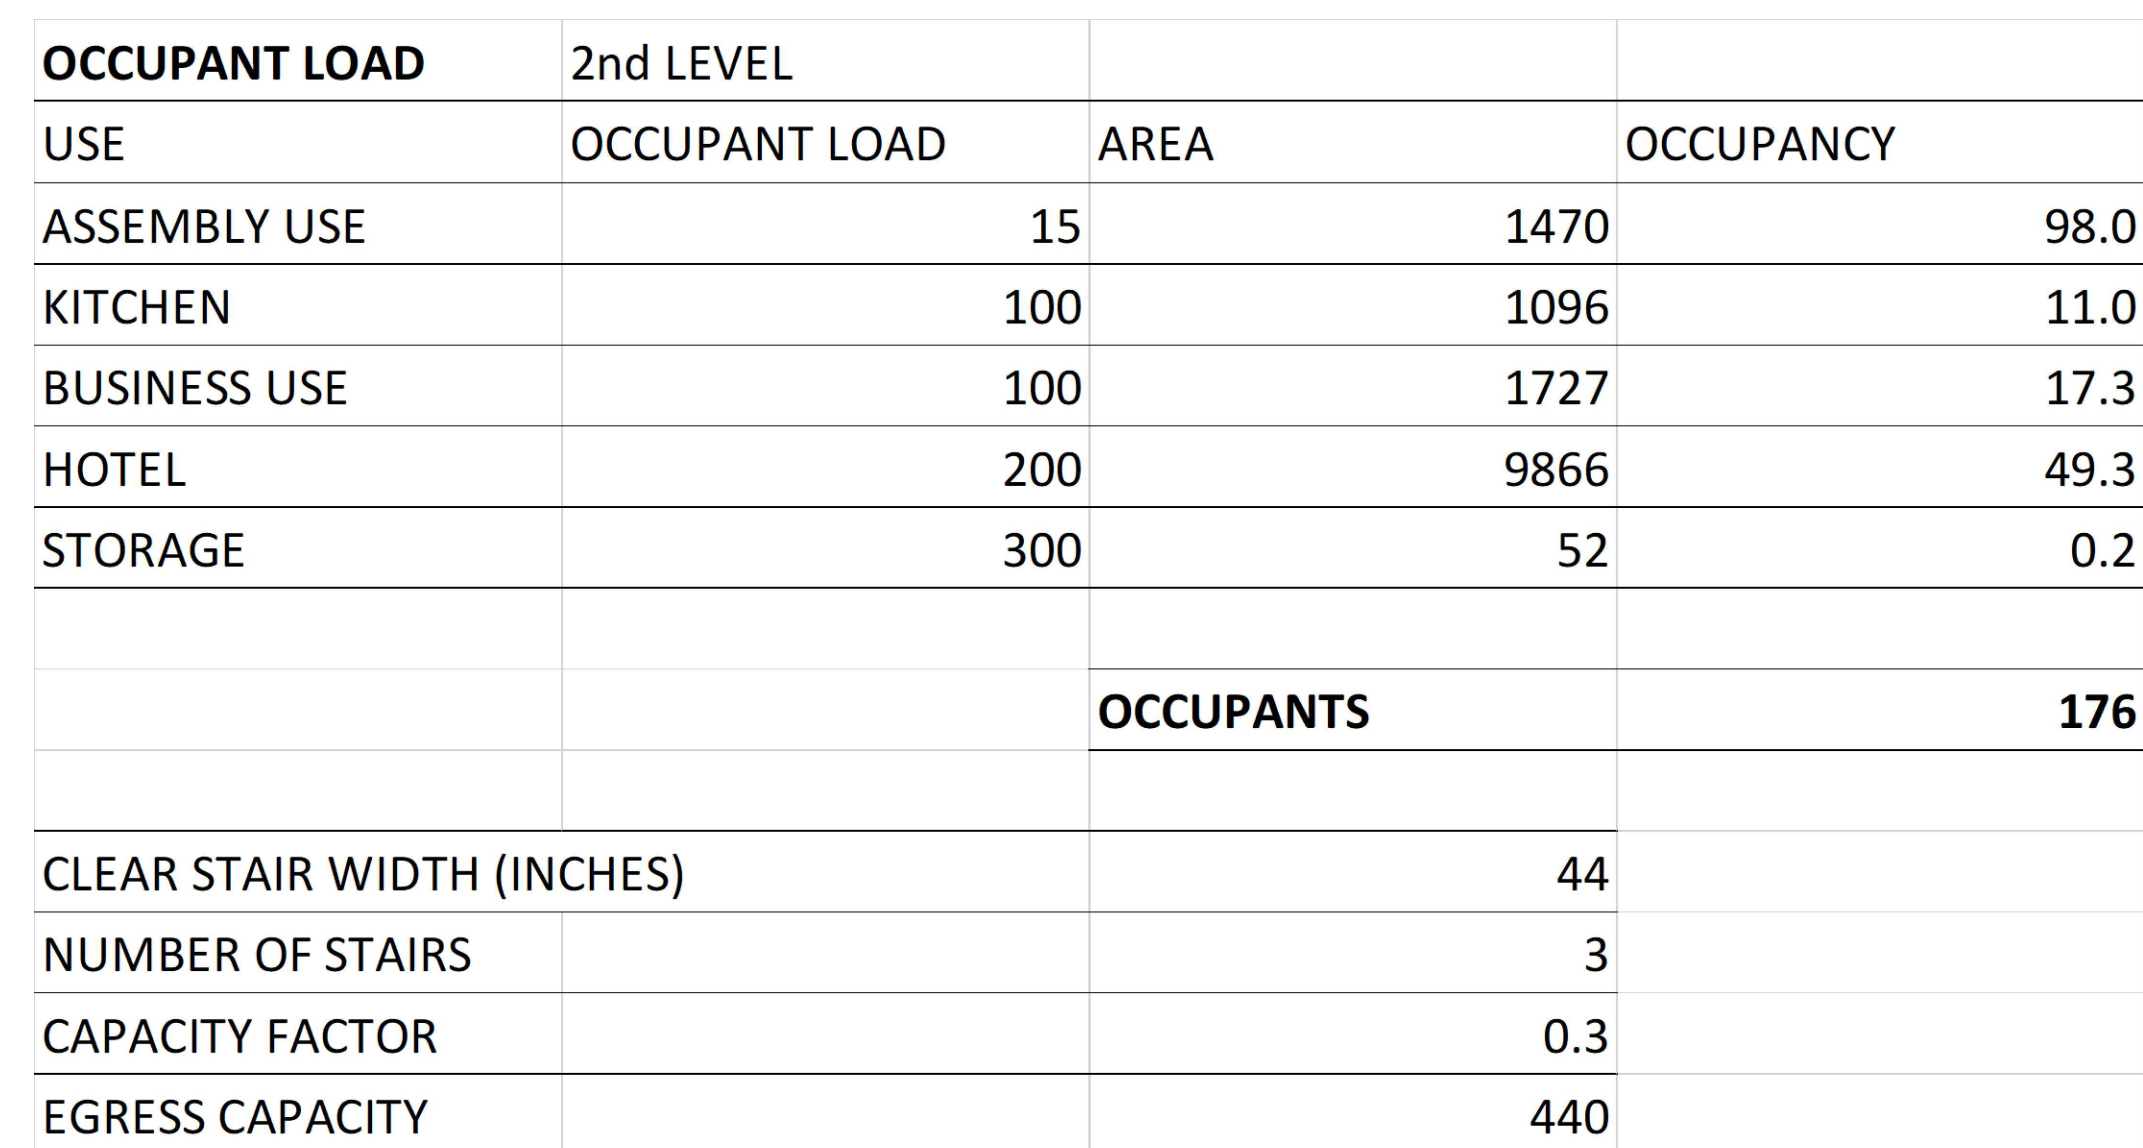 OCCUPANT LOAD 2nd LEVEL
USE OCCUPANT LOAD AREA OCCUPANCY
ASSEMBLY USE 15 1470 98.0
KITCHEN 100 1096 11.0
BUSINESS USE 100 1727 17.3
HOTEL 200 9866 49.3
STORAGE 300 52 0.2
OCCUPANTS 176
CLEAR STAIR WIDTH (INCHES) 44
NUMBER OF STAIRS 3
CAPACITY FACTOR 0.3
EGRESS CAPACITY 440